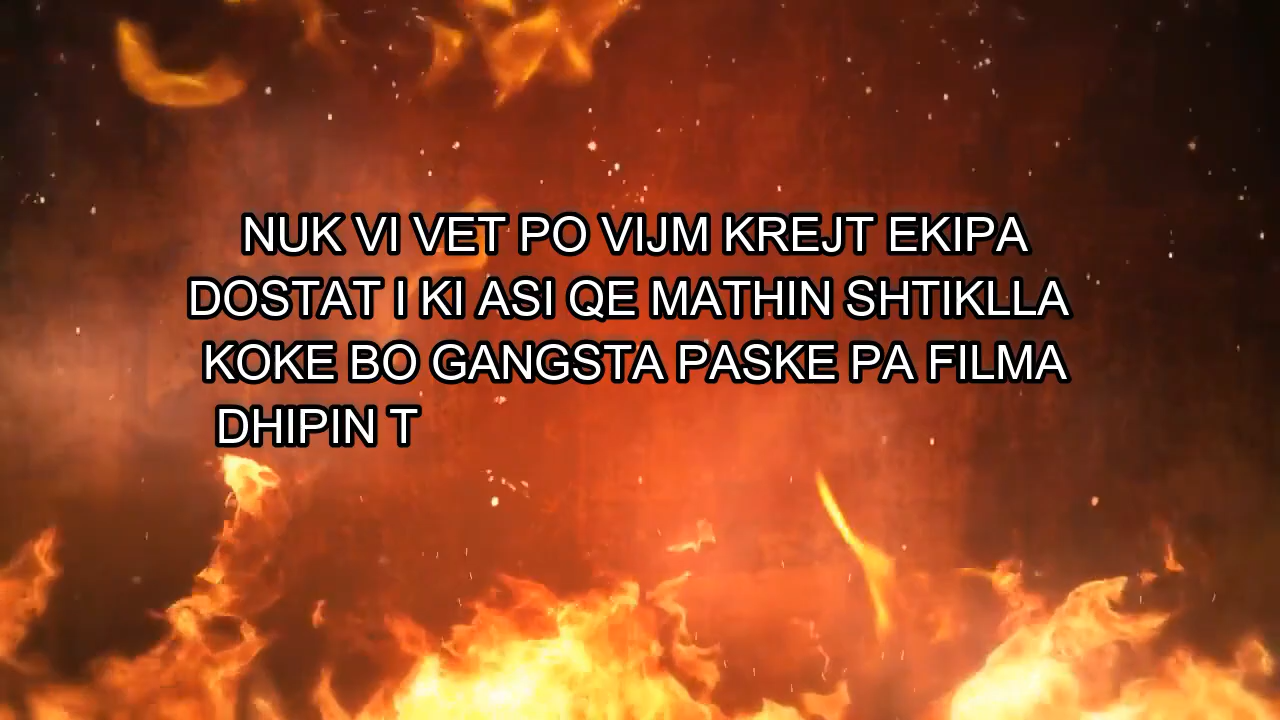 NUK VI VET PO VIJM KREJT EKIPA
DOSTAT I KI ASI QE MATHIN SHTIKLLA
KOKE BO GANGSTA PASKE PA FILMA
DHIPIN T